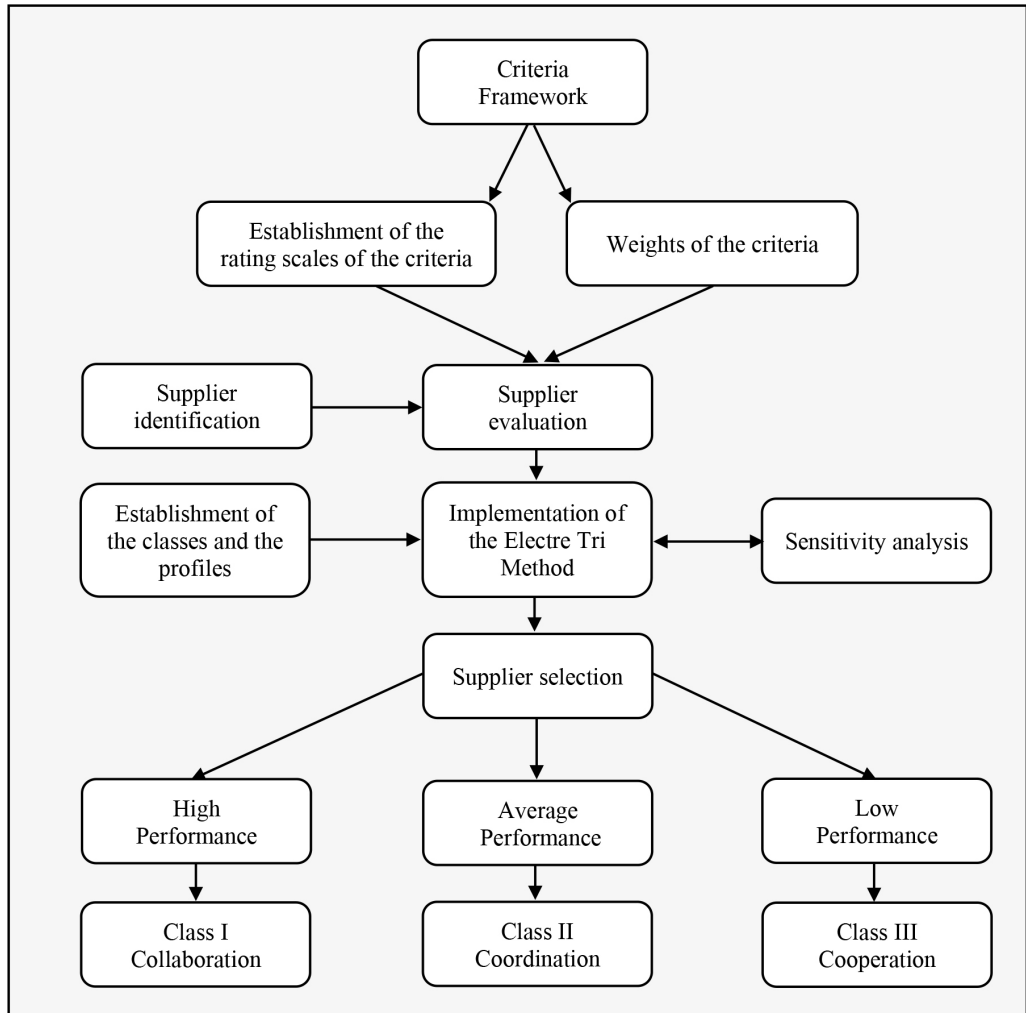 Criteria
Framework
Establishment of the
rating scales of the criteria
Weights of the criteria
Supplier
identification
Supplier
evaluation
Establishment of
the classes and the
profiles
Implementation of
the Electre Tri
Method
Sensitivity analysis
Supplier selection
High
Performance
Average
Performance
Low
Performance
Class I
Collaboration
Class II
Coordination
Class III
Cooperation